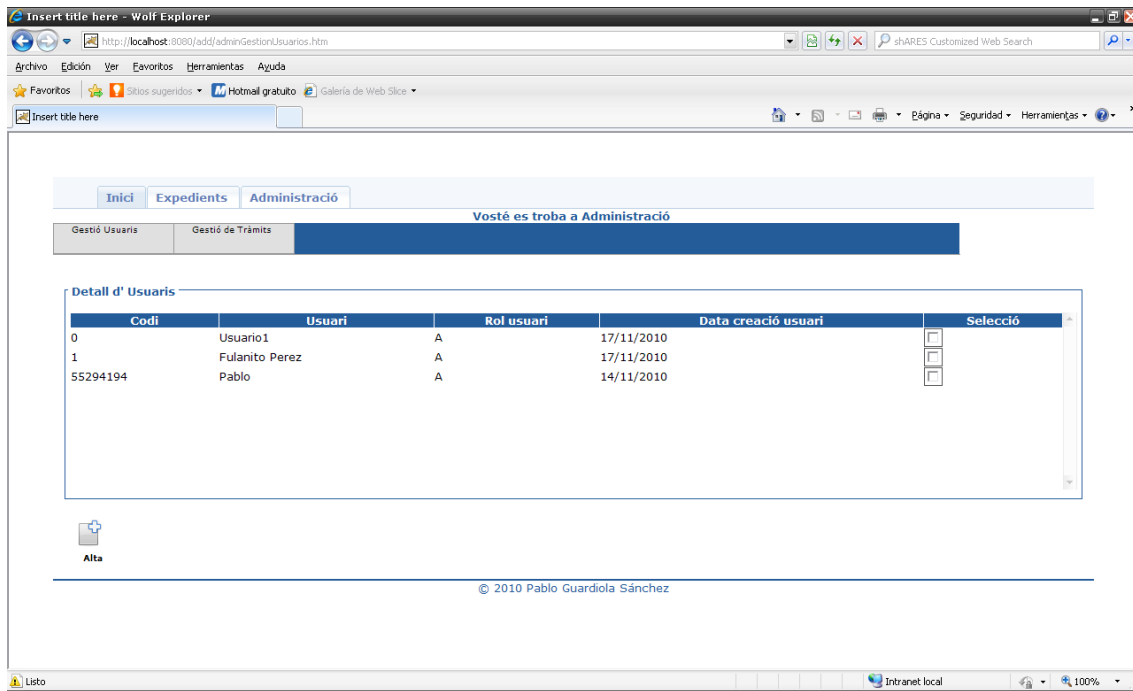 Insert title here - Wolf Explorer
http://localhost:8080/add/adminGestionUsuarios.htm
shARES Customized Web Search
Archivo Edición Ver Favoritos Herramientas Ayuda
Favoritos Sitios sugeridos Hotmail gratuito Galería de Web Slice
Insert title here
Página Seguridad Herramientas
Inici Expedients Administració
Vosté es troba a Administració
Gestió Usuaris Gestió de Tràmits
Detall d' Usuaris
Codi Usuari Rol usuari Data creació usuari Selecció
0 Usuario1 A 17/11/2010
1 Fulanito Perez A 17/11/2010
55294194 Pablo A 14/11/2010
Alta
© 2010 Pablo Guardiola Sánchez
Listo Intranet local 100%